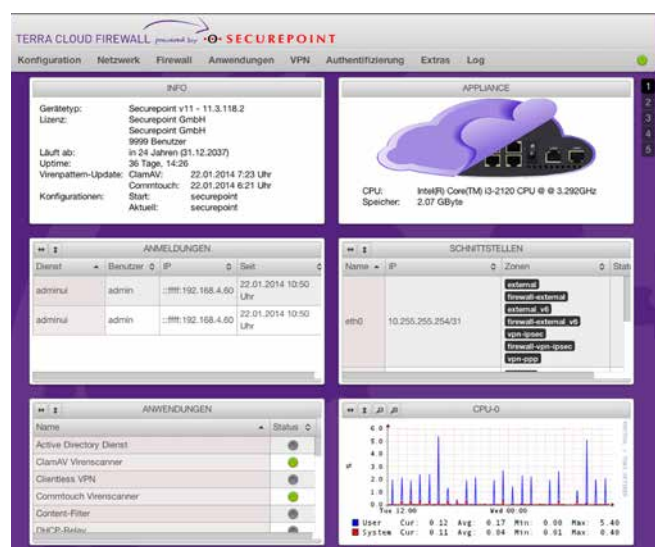 TERRA CLOUD FIREWALL powered by SECUREPOINT
Konfiguration Netzwerk Firewall Anwendungen VPN Authentifizierung Extras Log
INFO
Gerätetyp: Securepoint v11 - 11.3.118.2
Lizenz: Securepoint GmbH
Securepoint GmbH
9999 Benutzer
Läuft ab: in 24 Jahren (31.12.2037)
Uptime: 36 Tage, 14:26
Virenpattern-Update: ClamAV: 22.01.2014 7:23 Uhr
Commtouch: 22.01.2014 6:21 Uhr
Konfigurationen: Start: securepoint
Aktuell: securepoint
APPLIANCE
CPU: Intel(R) Core(TM) i3-2120 CPU @ @ 3.292GHz
Speicher: 2.07 GByte
1
2
3
4
5
ANMELDUNGEN
Dienst Benutzer IP Seit
adminui admin ::ffff:192.168.4.60 22.01.2014 10:50
Uhr
adminui admin ::ffff:192.168.4.60 22.01.2014 10:50
Uhr
SCHNITTSTELLEN
Name IP Zonen Stat
eth0 10.255.255.254/31
external
firewall-external
external_v6
firewall-external_v6
vpn-ipsec
firewall-vpn-ipsec
vpn-ppp
ANWENDUNGEN
Name Status
Active Directory Dienst
ClamAV Virenscanner
Clientless VPN
Commtouch Virenscanner
Content-Filter
DHCP-Relay
CPU-0
%
6.0
5.0
4.0
3.0
2.0
1.0
0.0
Tue 12:00 Wed 00:00
User Cur: 0.12 Avg: 0.17 Min: 0.00 Max: 5.40
System Cur: 0.11 Avg: 0.04 Min: 0.01 Max: 0.40